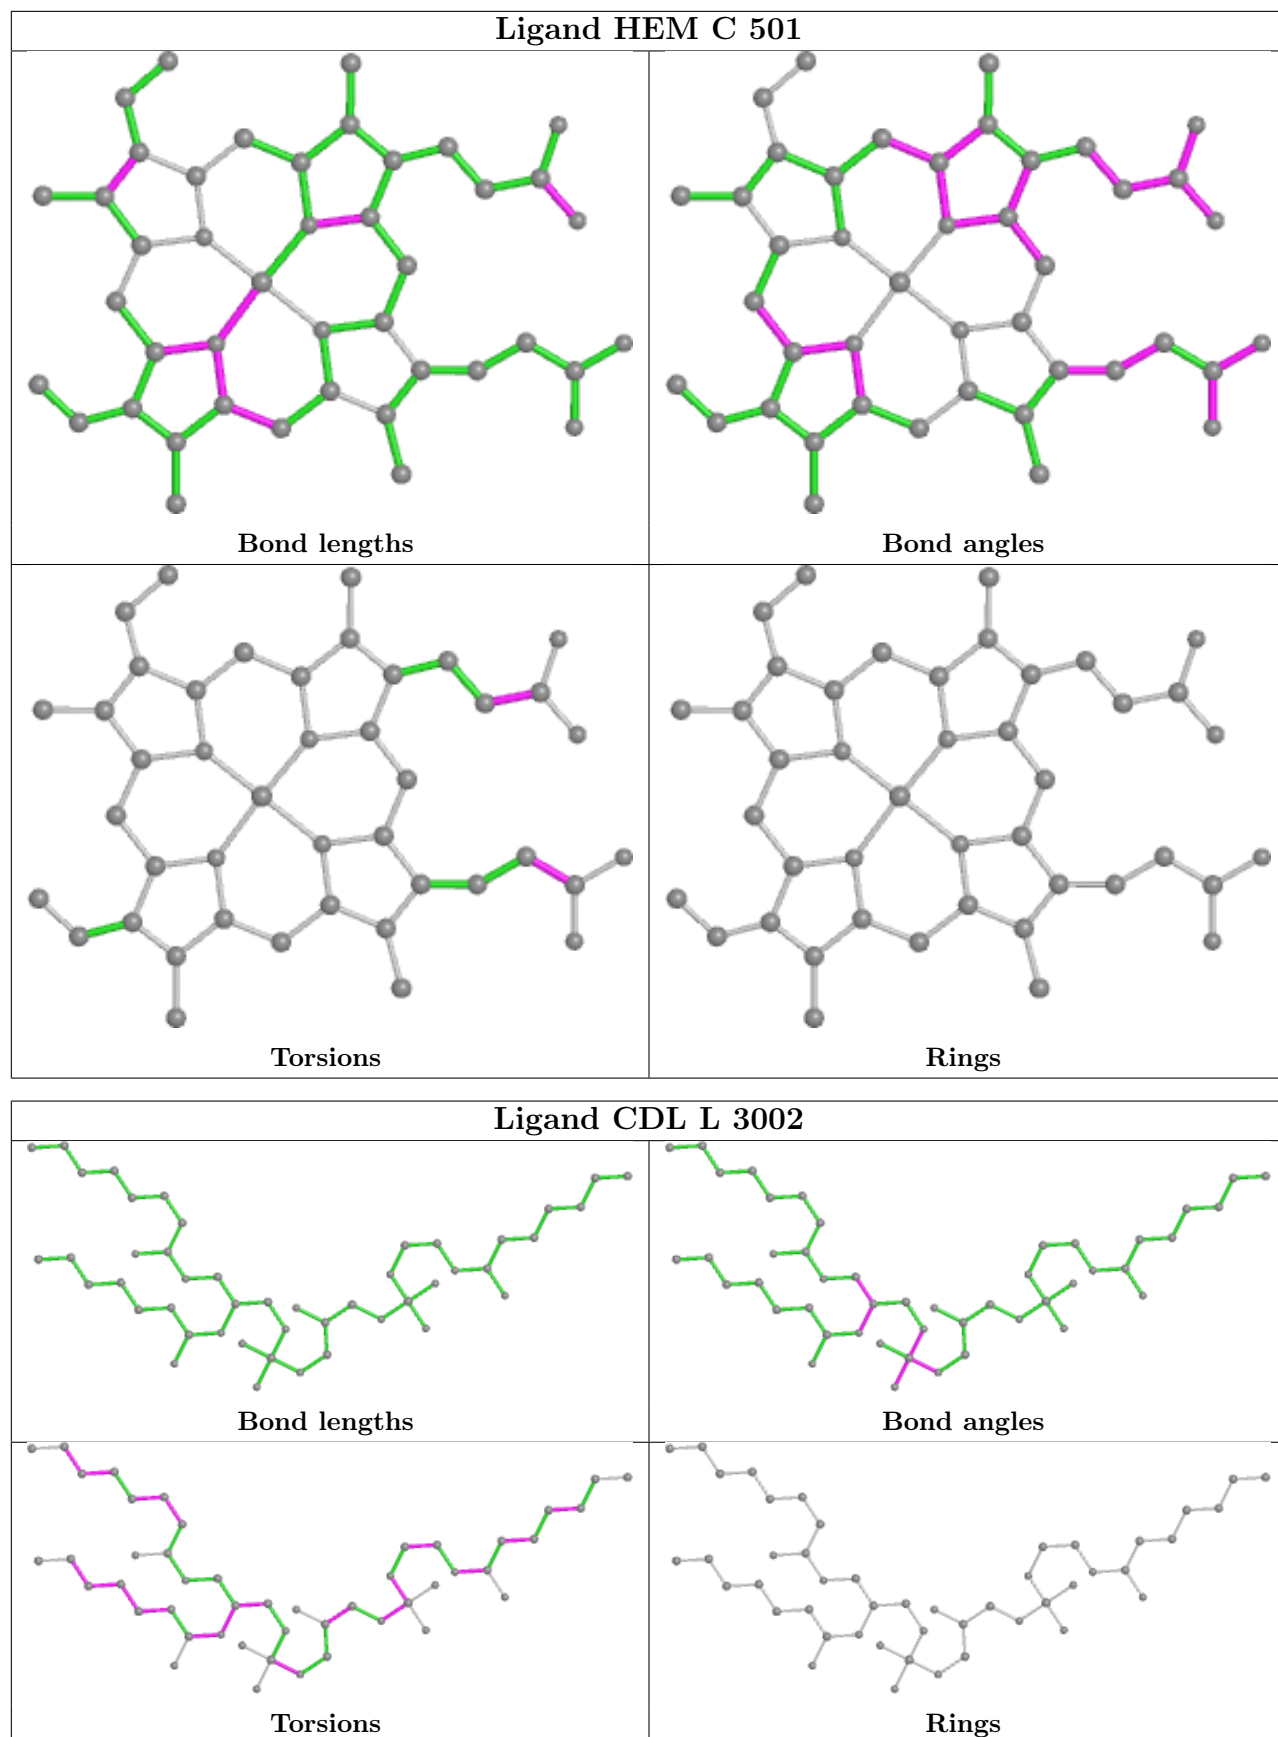 Ligand HEM C 501
Bond lengths
Bond angles
Torsions
Rings
Ligand CDL L 3002
Bond lengths
Bond angles
Torsions
Rings